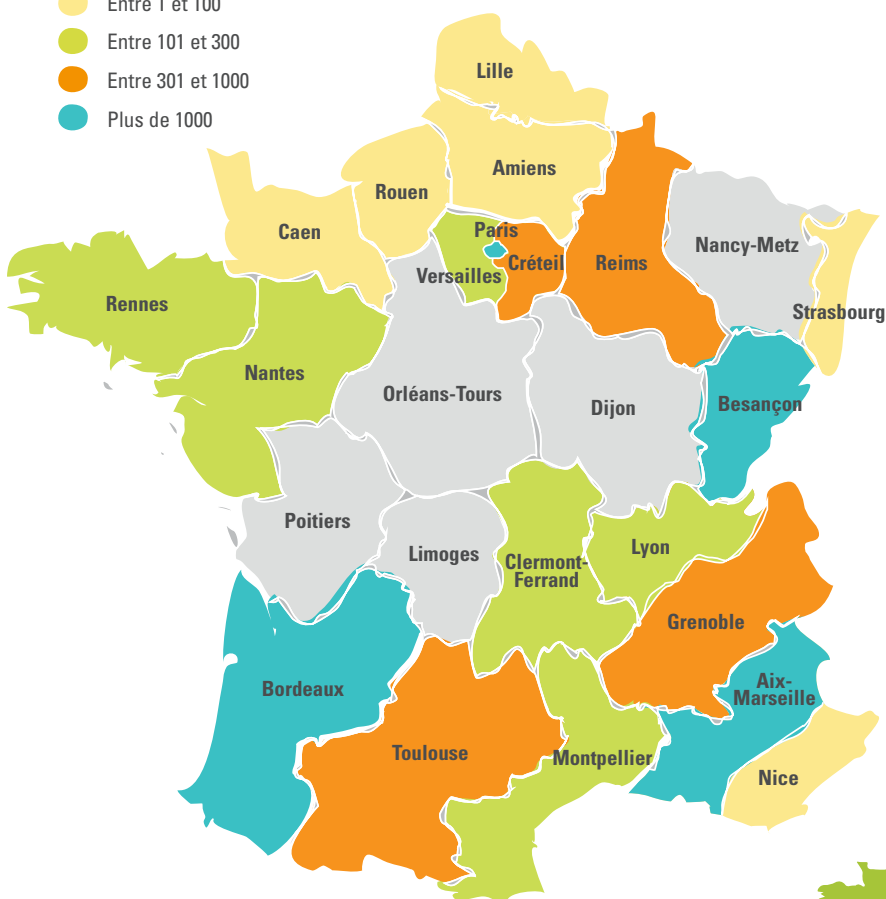 Entre 1 et 100
Entre 101 et 300
Entre 301 et 1000
Plus de 1000
Lille
Amiens
Rouen
Caen
Paris
Créteil
Versailles
Reims
Nancy-Metz
Strasbourg
Rennes
Nantes
Orléans-Tours
Dijon
Besançon
Poitiers
Limoges
Clermont-
Ferrand
Lyon
Grenoble
Bordeaux
Aix-
Marseille
Toulouse
Montpellier
Nice